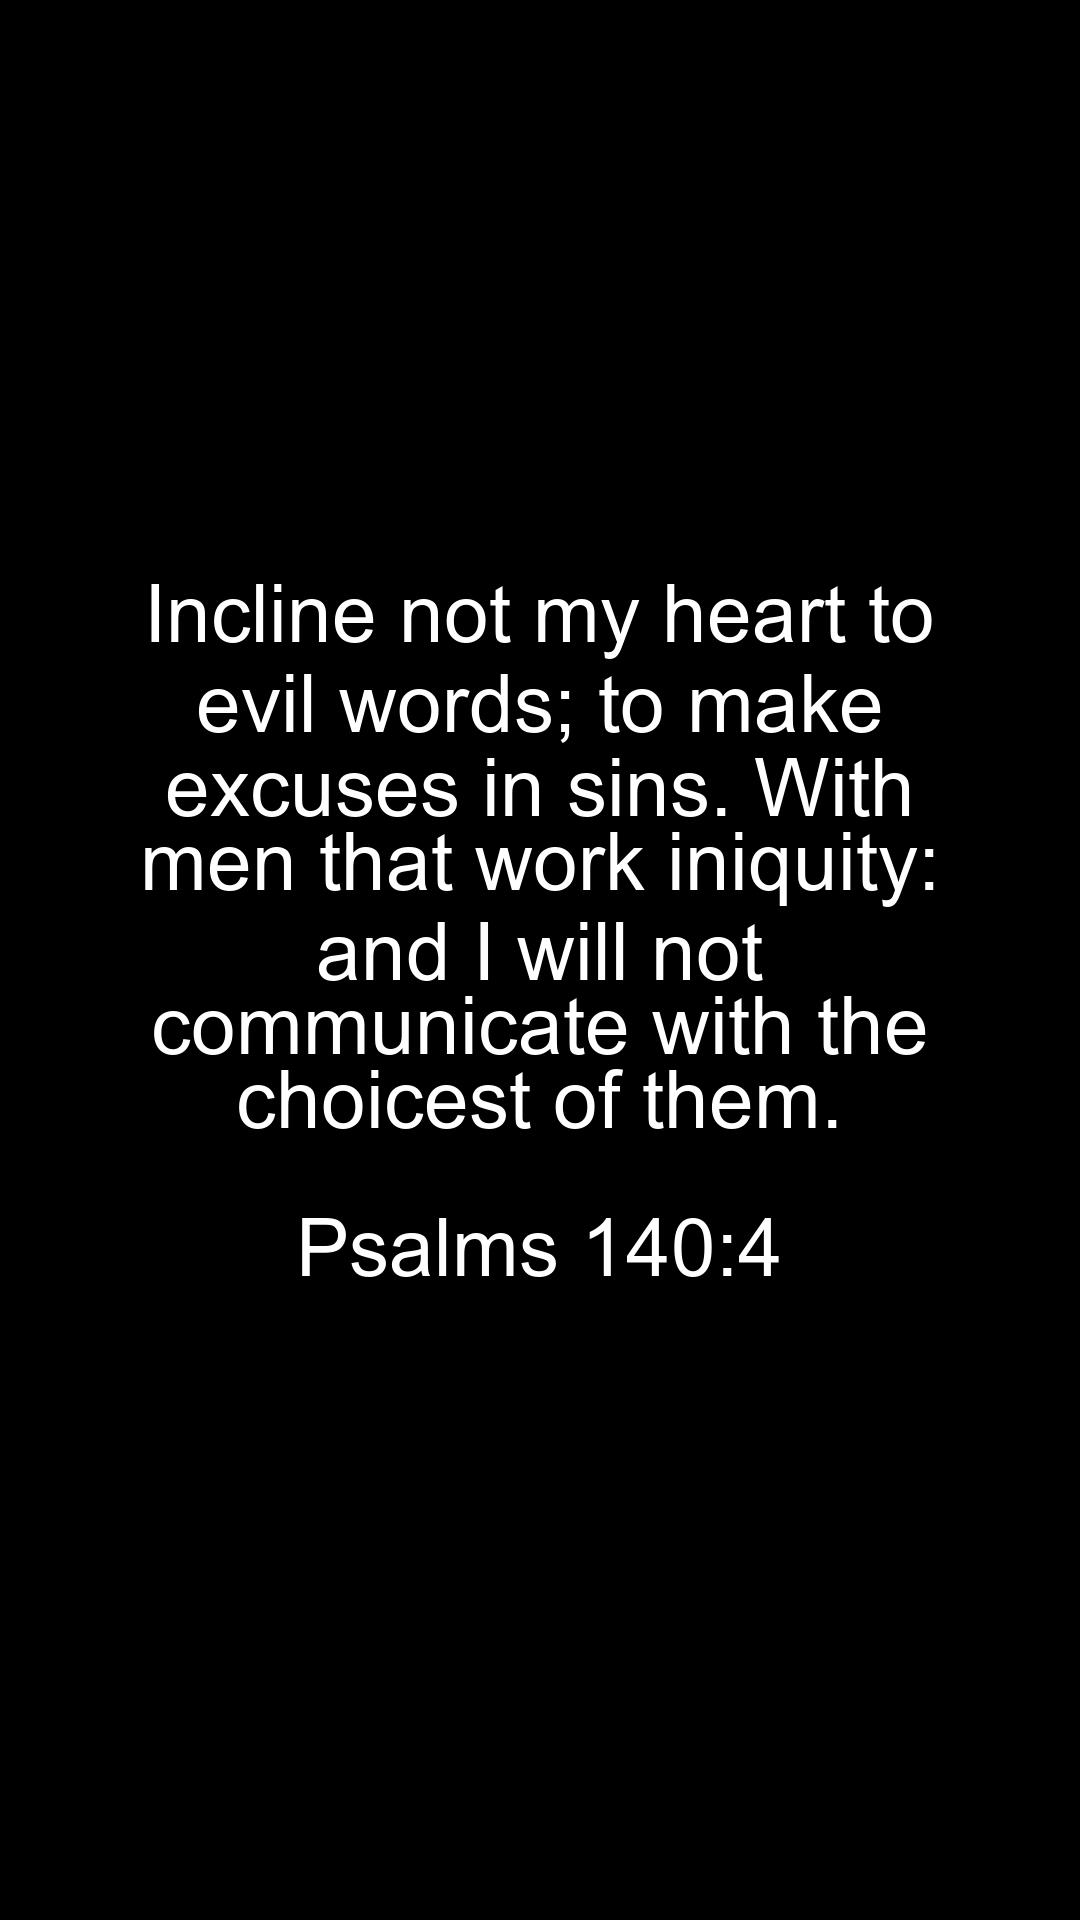 Incline not my heart to
evil words; to make
excuses in sins. With
men that work iniquity:
and I will not
communicate with the
choicest of them.
Psalms 140:4